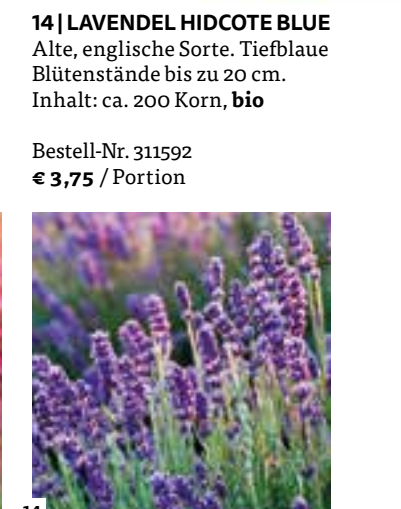 14| LAVENDEL HIDCOTE BLUE
Alte, englische Sorte. Tiefblaue
Blütenstände bis zu 20 cm.
Inhalt: ca. 200 Korn, bio
Bestell-Nr. 311592
€ 3,75 / Portion
14